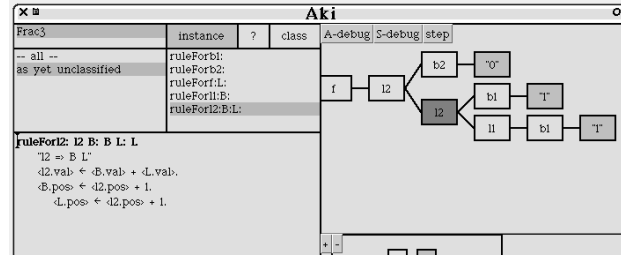 Aki
Frac3
instance ? class A-debug S-debug step
-- all --
as yet unclassified
ruleForb1:
ruleForb2:
ruleForf:L:
ruleForl1:B:
ruleForl2:B:L:
ruleForl2: l2 B: B L: L
"l2 => B L"
<l2.val> ← <B.val> + <L.val>.
<B.pos> ← <l2.pos> + 1.
<L.pos> ← <l2.pos> + 1.
b2 "0"
f l2
l2 b1 "1"
l1 b1 "1"
+ -